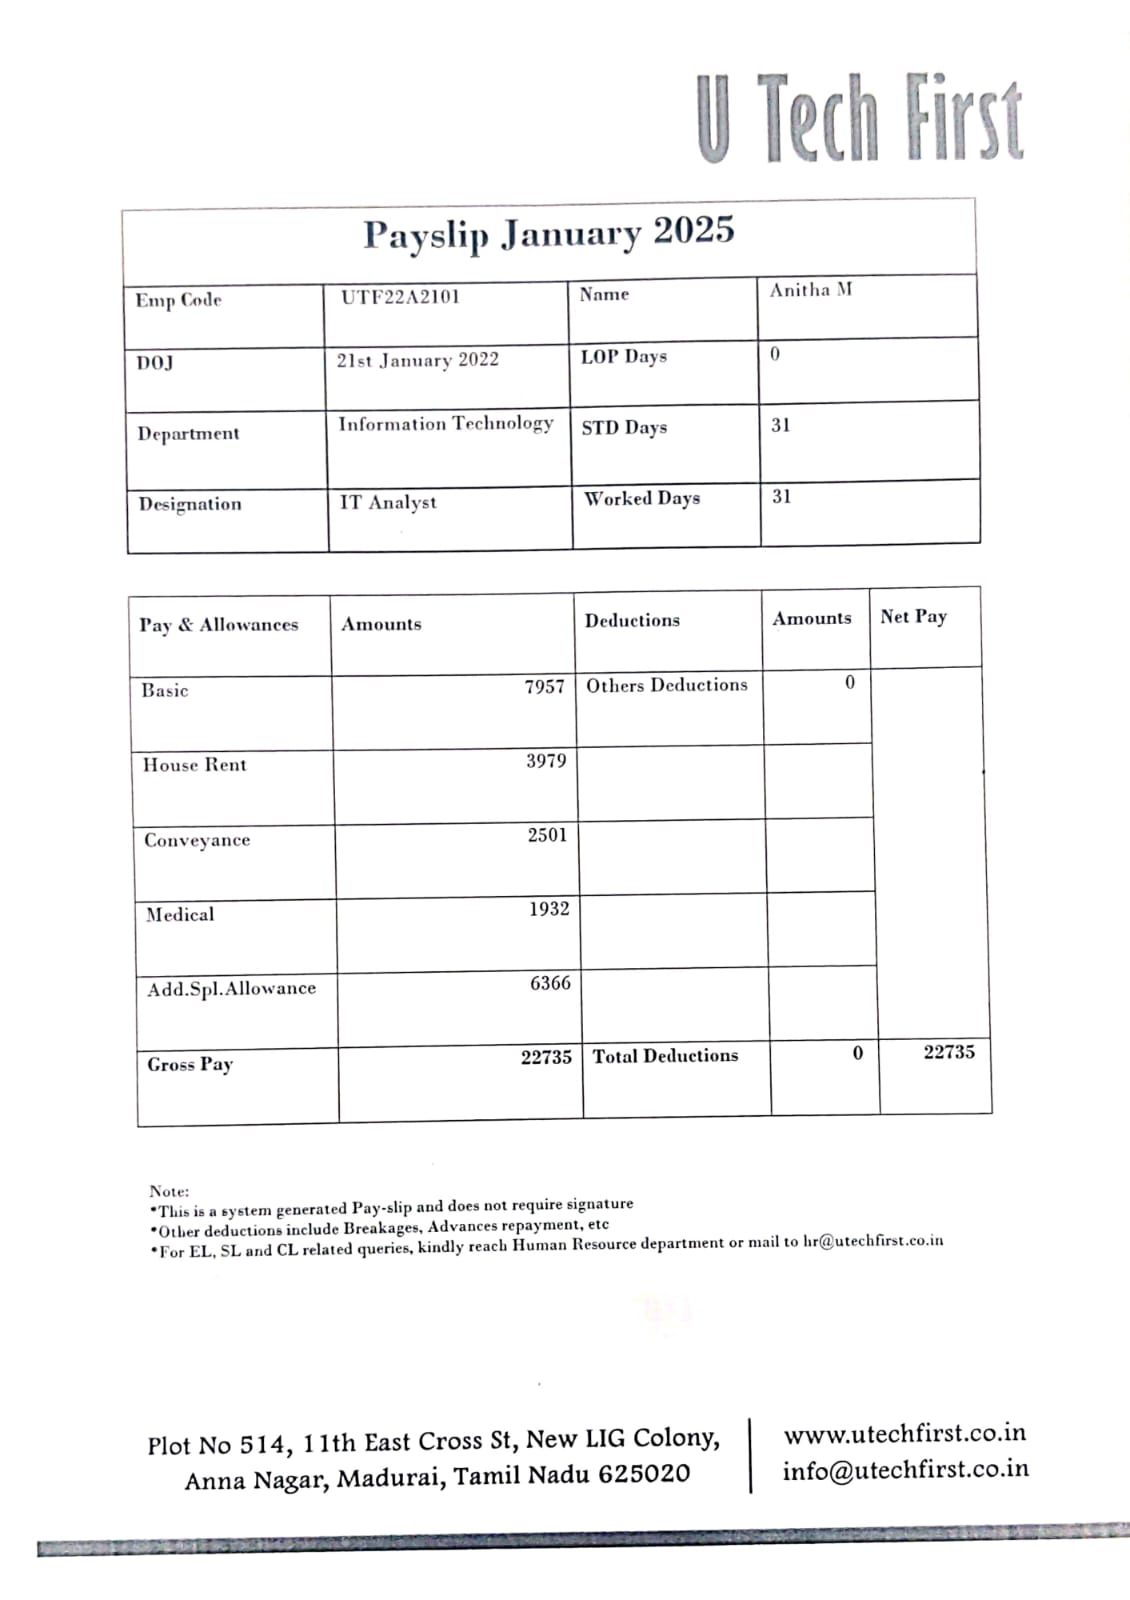 U Tech First
Payslip January 2025
Emp Code UTF22A2101 Name Anitha M
DOJ 21st January 2022 LOP Days 0
Department Information Technology STD Days 31
Designation IT Analyst Worked Days 31
Pay & Allowances Amounts Deductions Amounts Net Pay
Basic 7957 Others Deductions 0
House Rent 3979
Conveyance 2501
Medical 1932
Add.Spl.Allowance 6366
Gross Pay 22735 Total Deductions 0 22735
Note:
*This is a system generated Pay-slip and does not require signature
*Other deductions include Breakages, Advances repayment, etc
*For EL, SL and CL related queries, kindly reach Human Resource department or mail to hr@utechfirst.co.in
Plot No 514, 11th East Cross St, New LIG Colony,
Anna Nagar, Madurai, Tamil Nadu 625020
www.utechfirst.co.in
info@utechfirst.co.in